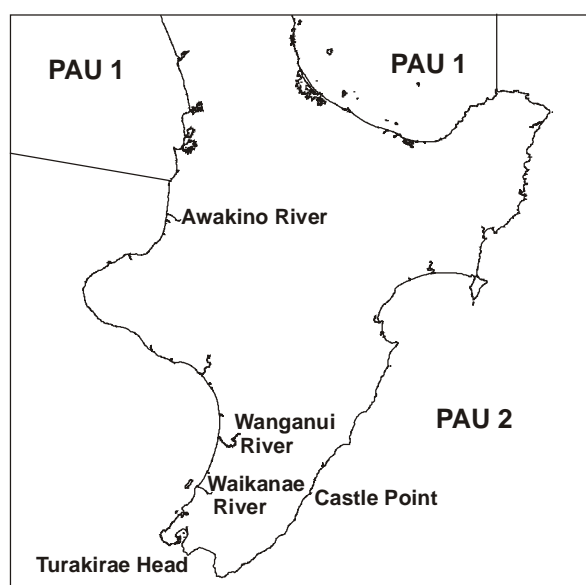 PAU 1
PAU 1
Awakino River
PAU 2
Wanganui
River
Waikanae
River
Castle Point
Turakirae Head